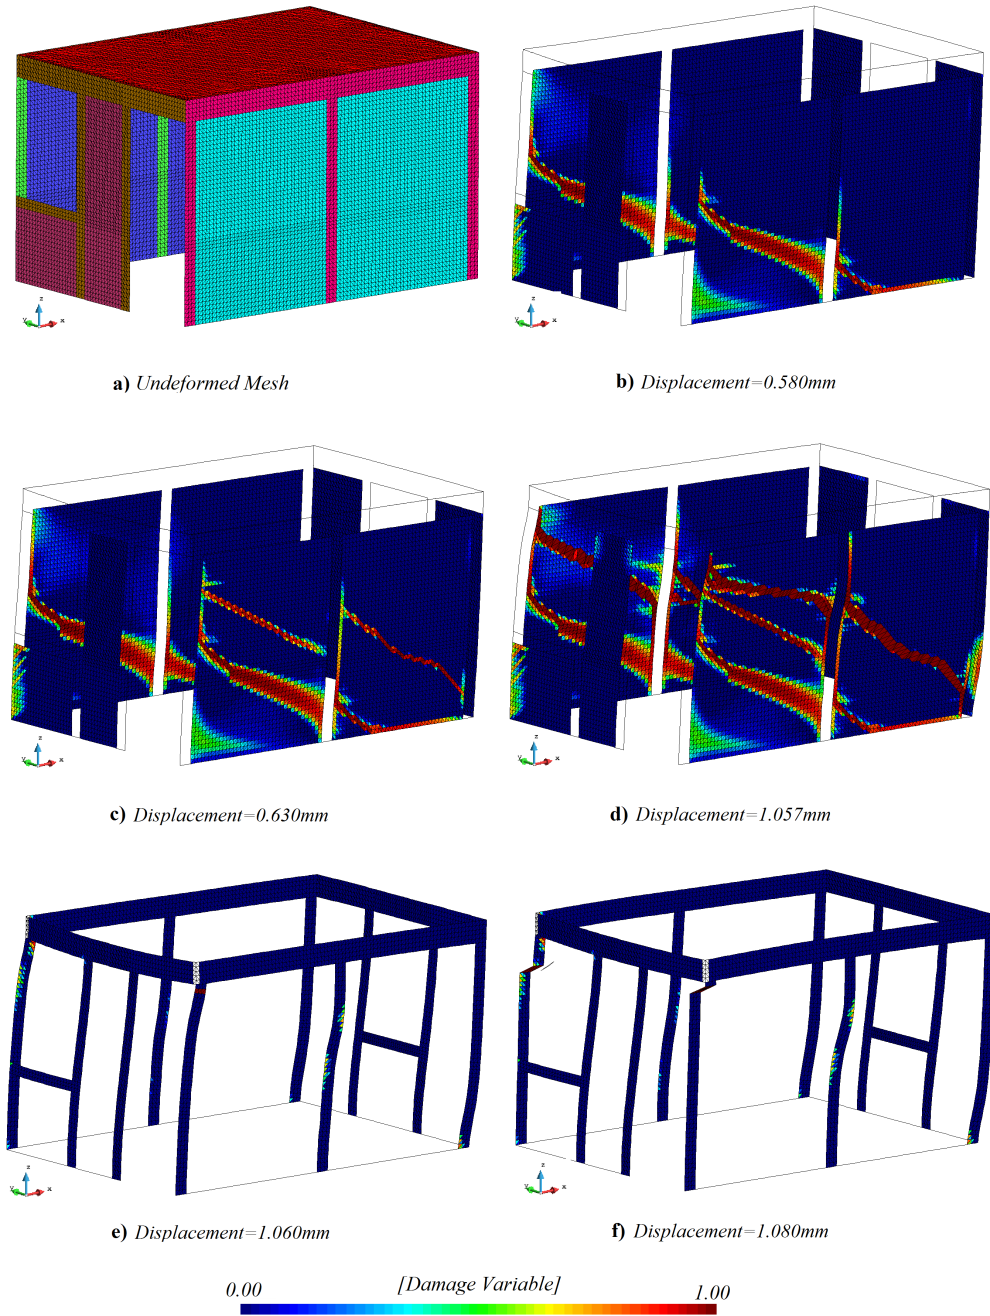 z
y
x
z
y
x
a) Undeformed Mesh
b) Displacement=0.580mm
z
y
x
z
y
x
c) Displacement=0.630mm
d) Displacement=1.057mm
z
y
x
z
y
x
e) Displacement=1.060mm
f) Displacement=1.080mm
0.00 [Damage Variable] 1.00